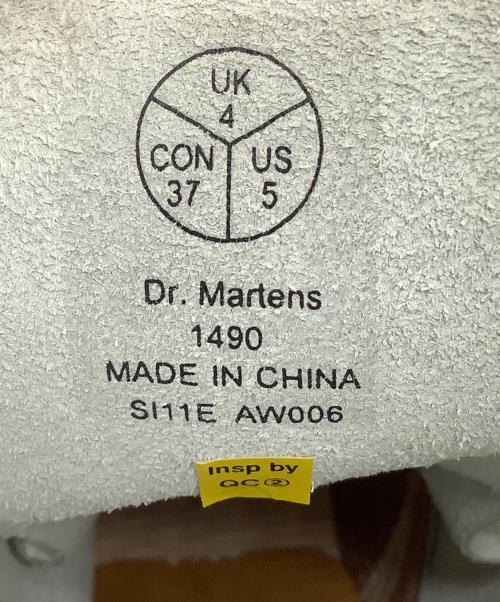 UK
4
CON
37
US
5
Dr. Martens
1490
MADE IN CHINA
SI11E AW006
Insp by
QC②